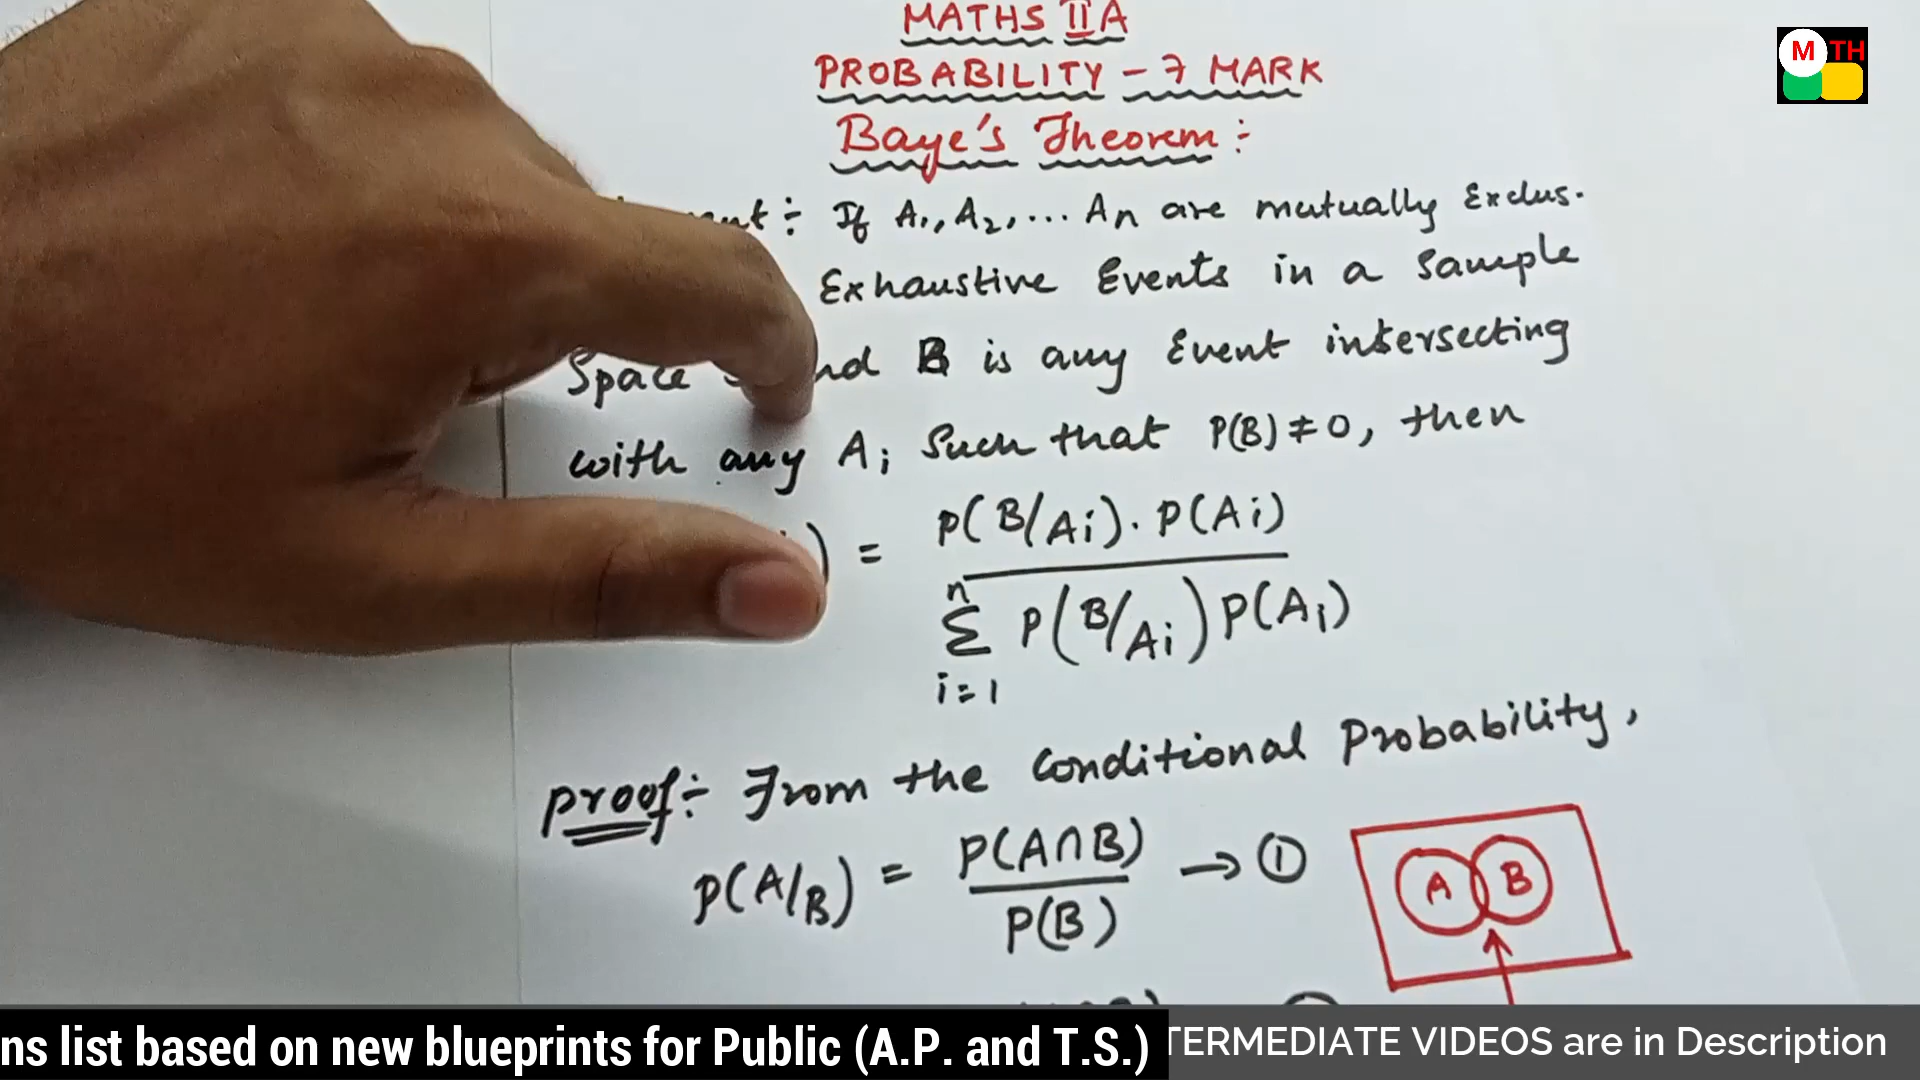 MATHS II A
M TH
PROBABILITY - 7 MARK
Baye's Theorem :-
If A1, A2, ... An are mutually Exclus.
Exhaustive Events in a Sample
Space B is any Event intersecting
with any Ai Such that P(B) ≠ 0, then
) = P(B/Ai). P(Ai)
n
Σ P(B/Ai) P(Ai)
i=1
Proof :- From the Conditional Probability,
P(A/B) = P(A∩B) / P(B) → ①
A B
ns list based on new blueprints for Public (A.P. and T.S.)
TERMEDIATE VIDEOS are in Description